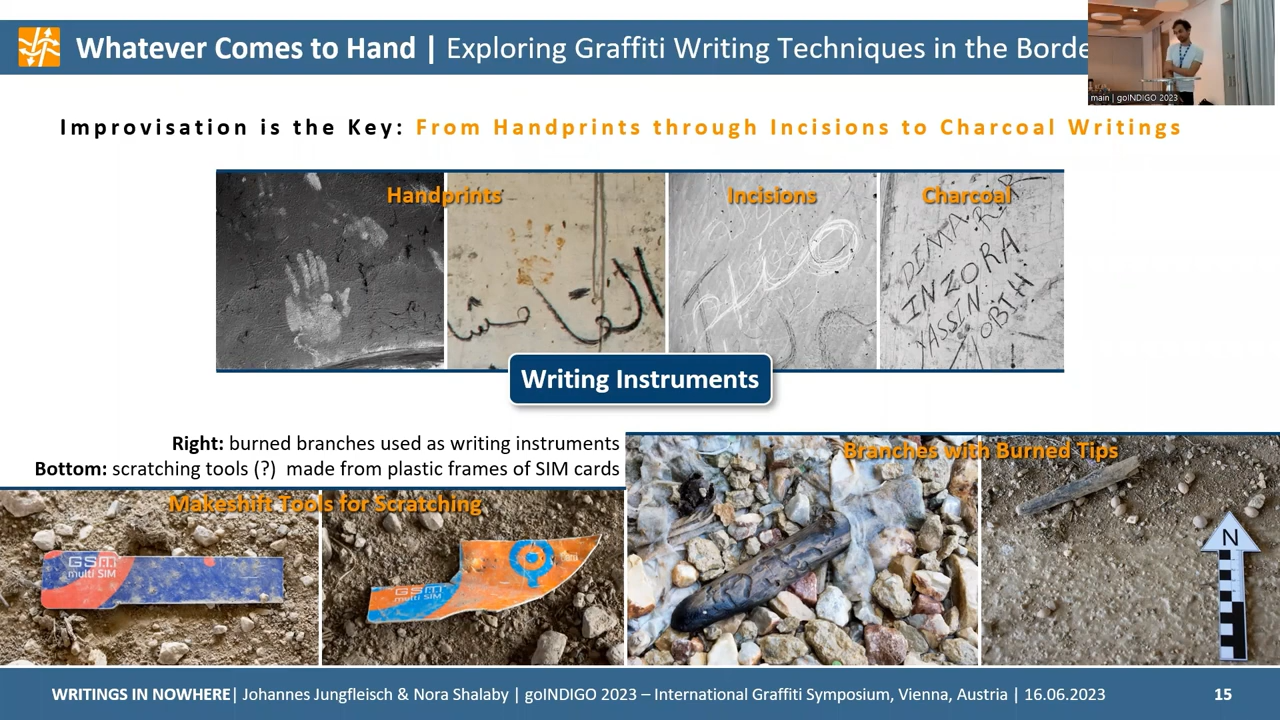 Whatever Comes to Hand | Exploring Graffiti Writing Techniques in the Borde
main | goINDIGO 2023
Improvisation is the Key: From Handprints through Incisions to Charcoal Writings
Handprints
Incisions
Charcoal
DIMA
INZORA
YASSIN.
OBIH
Writing Instruments
Right: burned branches used as writing instruments
Bottom: scratching tools (?) made from plastic frames of SIM cards
Makeshift Tools for Scratching
Branches with Burned Tips
GSM
multi SIM
GSM
multi SIM
N
WRITINGS IN NOWHERE| Johannes Jungfleisch & Nora Shalaby | goINDIGO 2023 – International Graffiti Symposium, Vienna, Austria | 16.06.2023
15